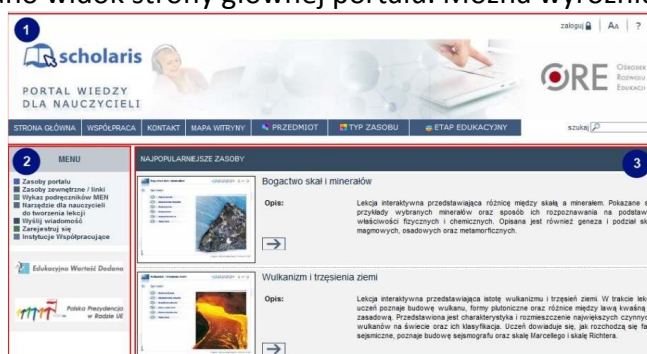 no widok strony głównej portalu. Można wyróżnić
1
zaloguj AA ?
scholaris
PORTAL WIEDZY
DLA NAUCZYCIELI
ORE OŚRODEK
ROZWOJU
EDUKACJI
STRONA GŁÓWNA WSPÓŁPRACA KONTAKT MAPA WITRYNY PRZEDMIOT TYP ZASOBU ETAP EDUKACYJNY szukaj
2 MENU
Zasoby portalu
Zasoby zewnętrzne / linki
Wykaz podręczników MEN
Narzędzie dla nauczycieli
do tworzenia lekcji
Wyślij wiadomość
Zarejestruj się
Instytucje Współpracujące
Edukacyjna Wartość Dodana
Polska Prezydencja
w Radzie UE
NAJPOPULARNIEJSZE ZASOBY 3
Bogactwo skał i minerałów
Opis: Lekcja interaktywna przedstawiająca różnicę między skałą a minerałem. Pokazane s
przykłady wybranych minerałów oraz sposób ich rozpoznawania na podstaw
właściwości fizycznych i chemicznych. Opisana jest również geneza i podział sk
magmowych, osadowych oraz metamorficznych.
Wulkanizm i trzęsienia ziemi
Opis: Lekcja interaktywna przedstawiająca istotę wulkanizmu i trzęsień ziemi. W trakcie lek
uczeń poznaje budowę wulkanu, formy plutoniczne oraz różnice między lawą kwaśną
zasadową. Przedstawiona jest charakterystyka i rozmieszczenie największych czynnyc
wulkanów na świecie oraz ich klasyfikacja. Uczeń dowiaduje się, jak rozchodzą się fa
sejsmiczne, poznaje budowę sejsmografu oraz skalę Marcellego i skalę Richtera.